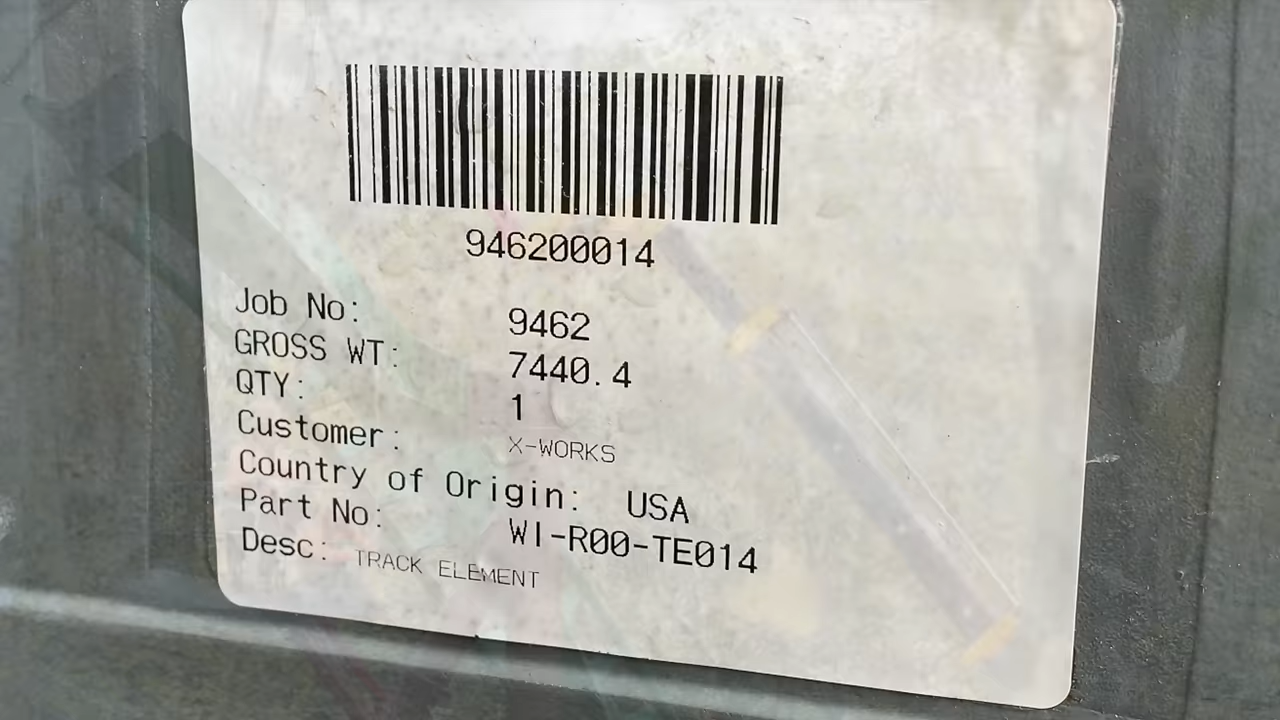 946200014
Job No: 9462
GROSS WT: 7440.4
QTY: 1
Customer: X-WORKS
Country of Origin: USA
Part No: WI-R00-TE014
Desc: TRACK ELEMENT